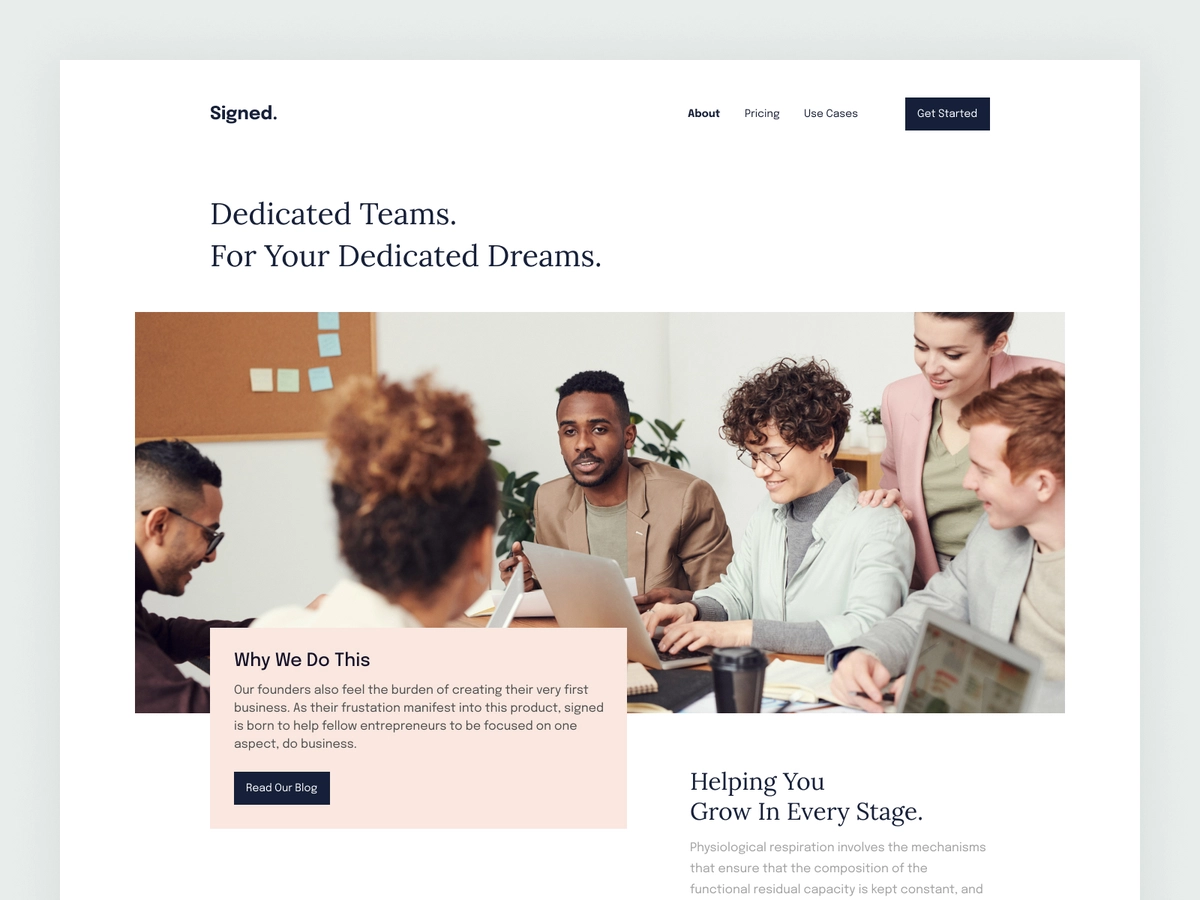 Signed.
About
Pricing
Use Cases
Get Started
Dedicated Teams.
For Your Dedicated Dreams.
Why We Do This
Our founders also feel the burden of creating their very first
business. As their frustation manifest into this product, signed
is born to help fellow entrepreneurs to be focused on one
aspect, do business.
Read Our Blog
Helping You
Grow In Every Stage.
Physiological respiration involves the mechanisms
that ensure that the composition of the
functional residual capacity is kept constant, and